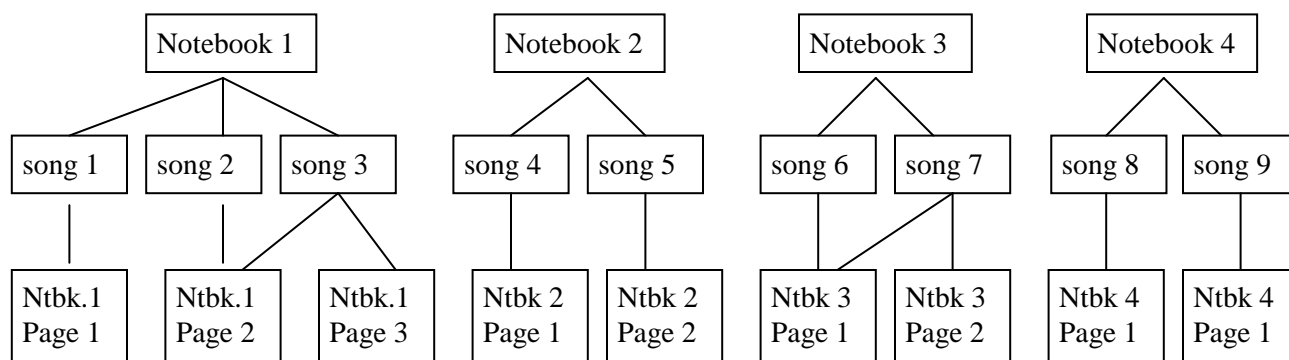 Notebook 1
Notebook 2
Notebook 3
Notebook 4
song 1
song 2
song 3
song 4
song 5
song 6
song 7
song 8
song 9
Ntbk.1
Page 1
Ntbk.1
Page 2
Ntbk.1
Page 3
Ntbk 2
Page 1
Ntbk 2
Page 2
Ntbk 3
Page 1
Ntbk 3
Page 2
Ntbk 4
Page 1
Ntbk 4
Page 1